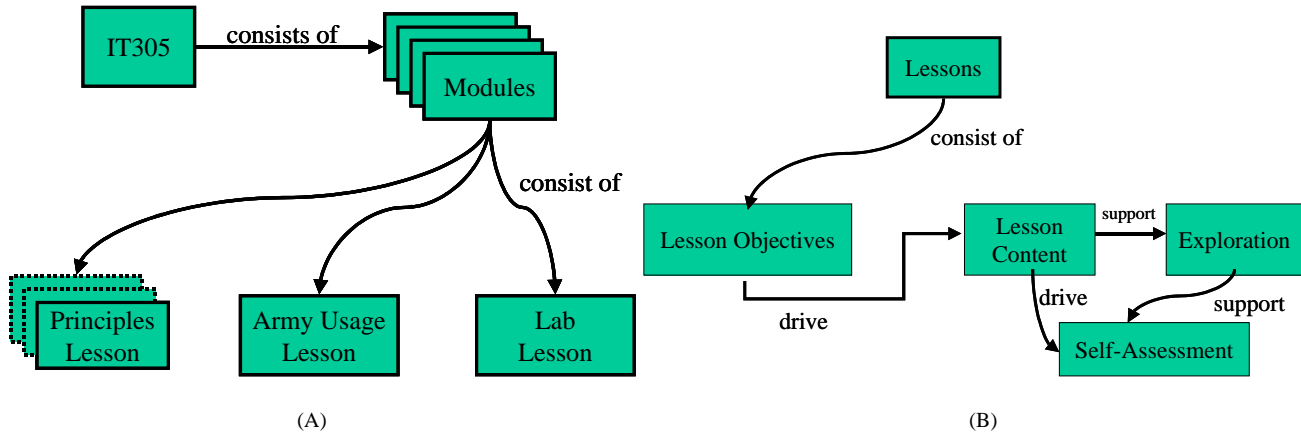 IT305
consists of
Modules
consist of
Principles
Lesson
Army Usage
Lesson
Lab
Lesson
(A)
Lessons
consist of
Lesson Objectives
drive
Lesson
Content
support
Exploration
drive
support
Self-Assessment
(B)